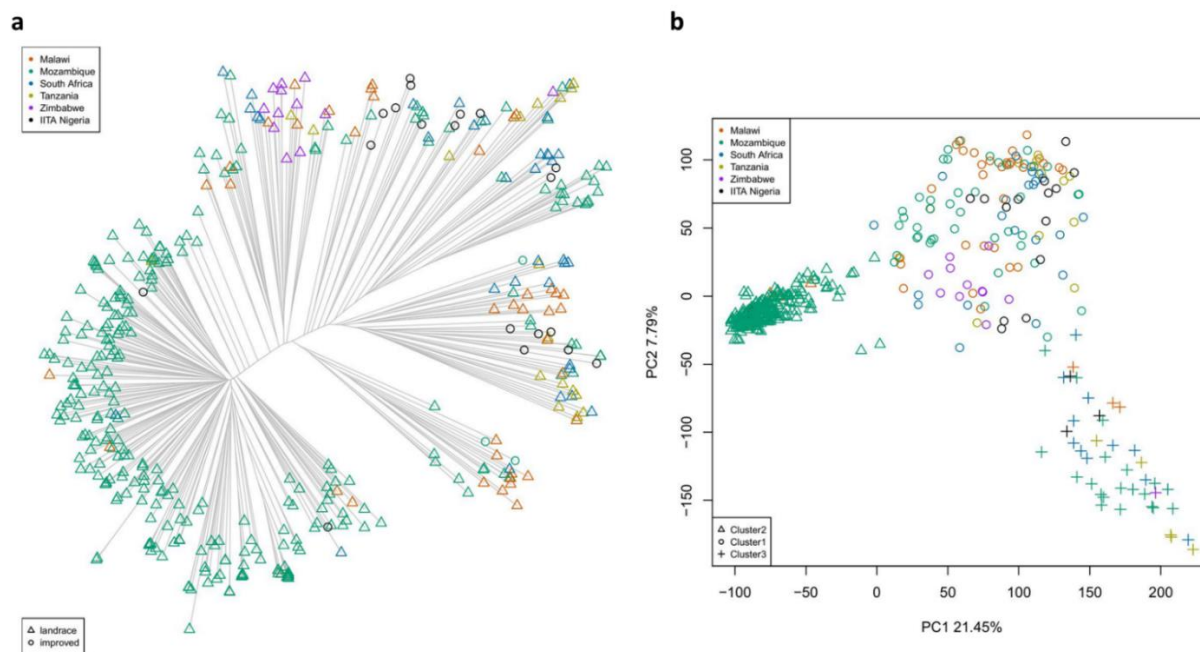 a
Malawi
Mozambique
South Africa
Tanzania
Zimbabwe
IITA Nigeria
landrace
improved
b
Malawi
Mozambique
South Africa
Tanzania
Zimbabwe
IITA Nigeria
100
50
0
−50
−100
−150
PC2 7.79%
Cluster2
Cluster1
Cluster3
−100
−50
0
50
100
150
200
PC1 21.45%